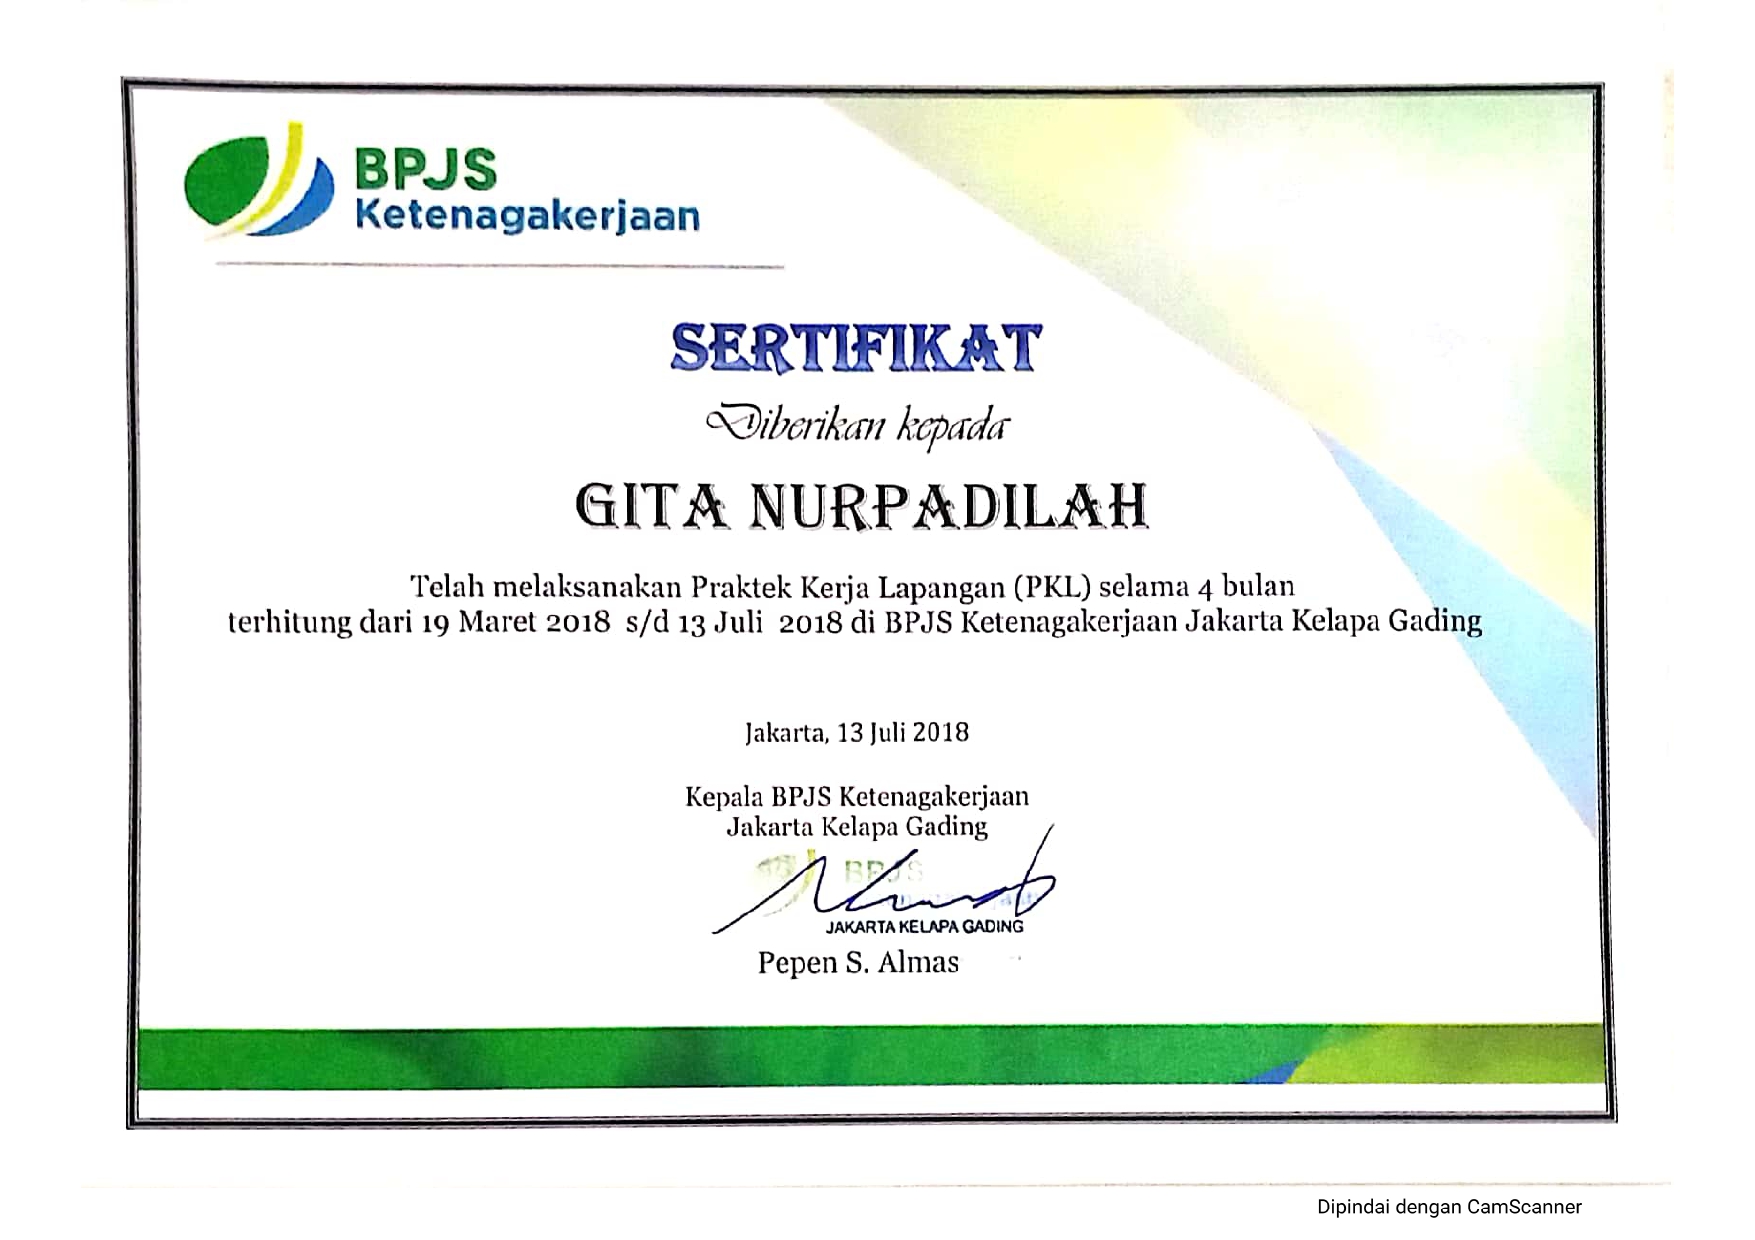 BPJS
Ketenagakerjaan
SERTIFIKAT
Diberikan kepada
GITA NURPADILAH
Telah melaksanakan Praktek Kerja Lapangan (PKL) selama 4 bulan
terhitung dari 19 Maret 2018 s/d 13 Juli 2018 di BPJS Ketenagakerjaan Jakarta Kelapa Gading
Jakarta, 13 Juli 2018
Kepala BPJS Ketenagakerjaan
Jakarta Kelapa Gading
BPJS
JAKARTA KELAPA GADING
Pepen S. Almas
Dipindai dengan CamScanner